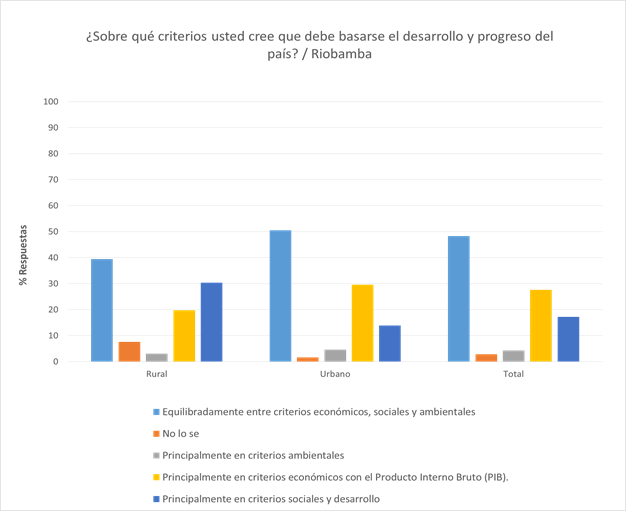 ¿Sobre qué criterios usted cree que debe basarse el desarrollo y progreso del
país? / Riobamba
100
90
80
70
60
50
40
30
20
10
0
% Respuestas
Rural
Urbano
Total
Equilibradamente entre criterios económicos, sociales y ambientales
No lo se
Principalmente en criterios ambientales
Principalmente en criterios económicos con el Producto Interno Bruto (PIB).
Principalmente en criterios sociales y desarrollo